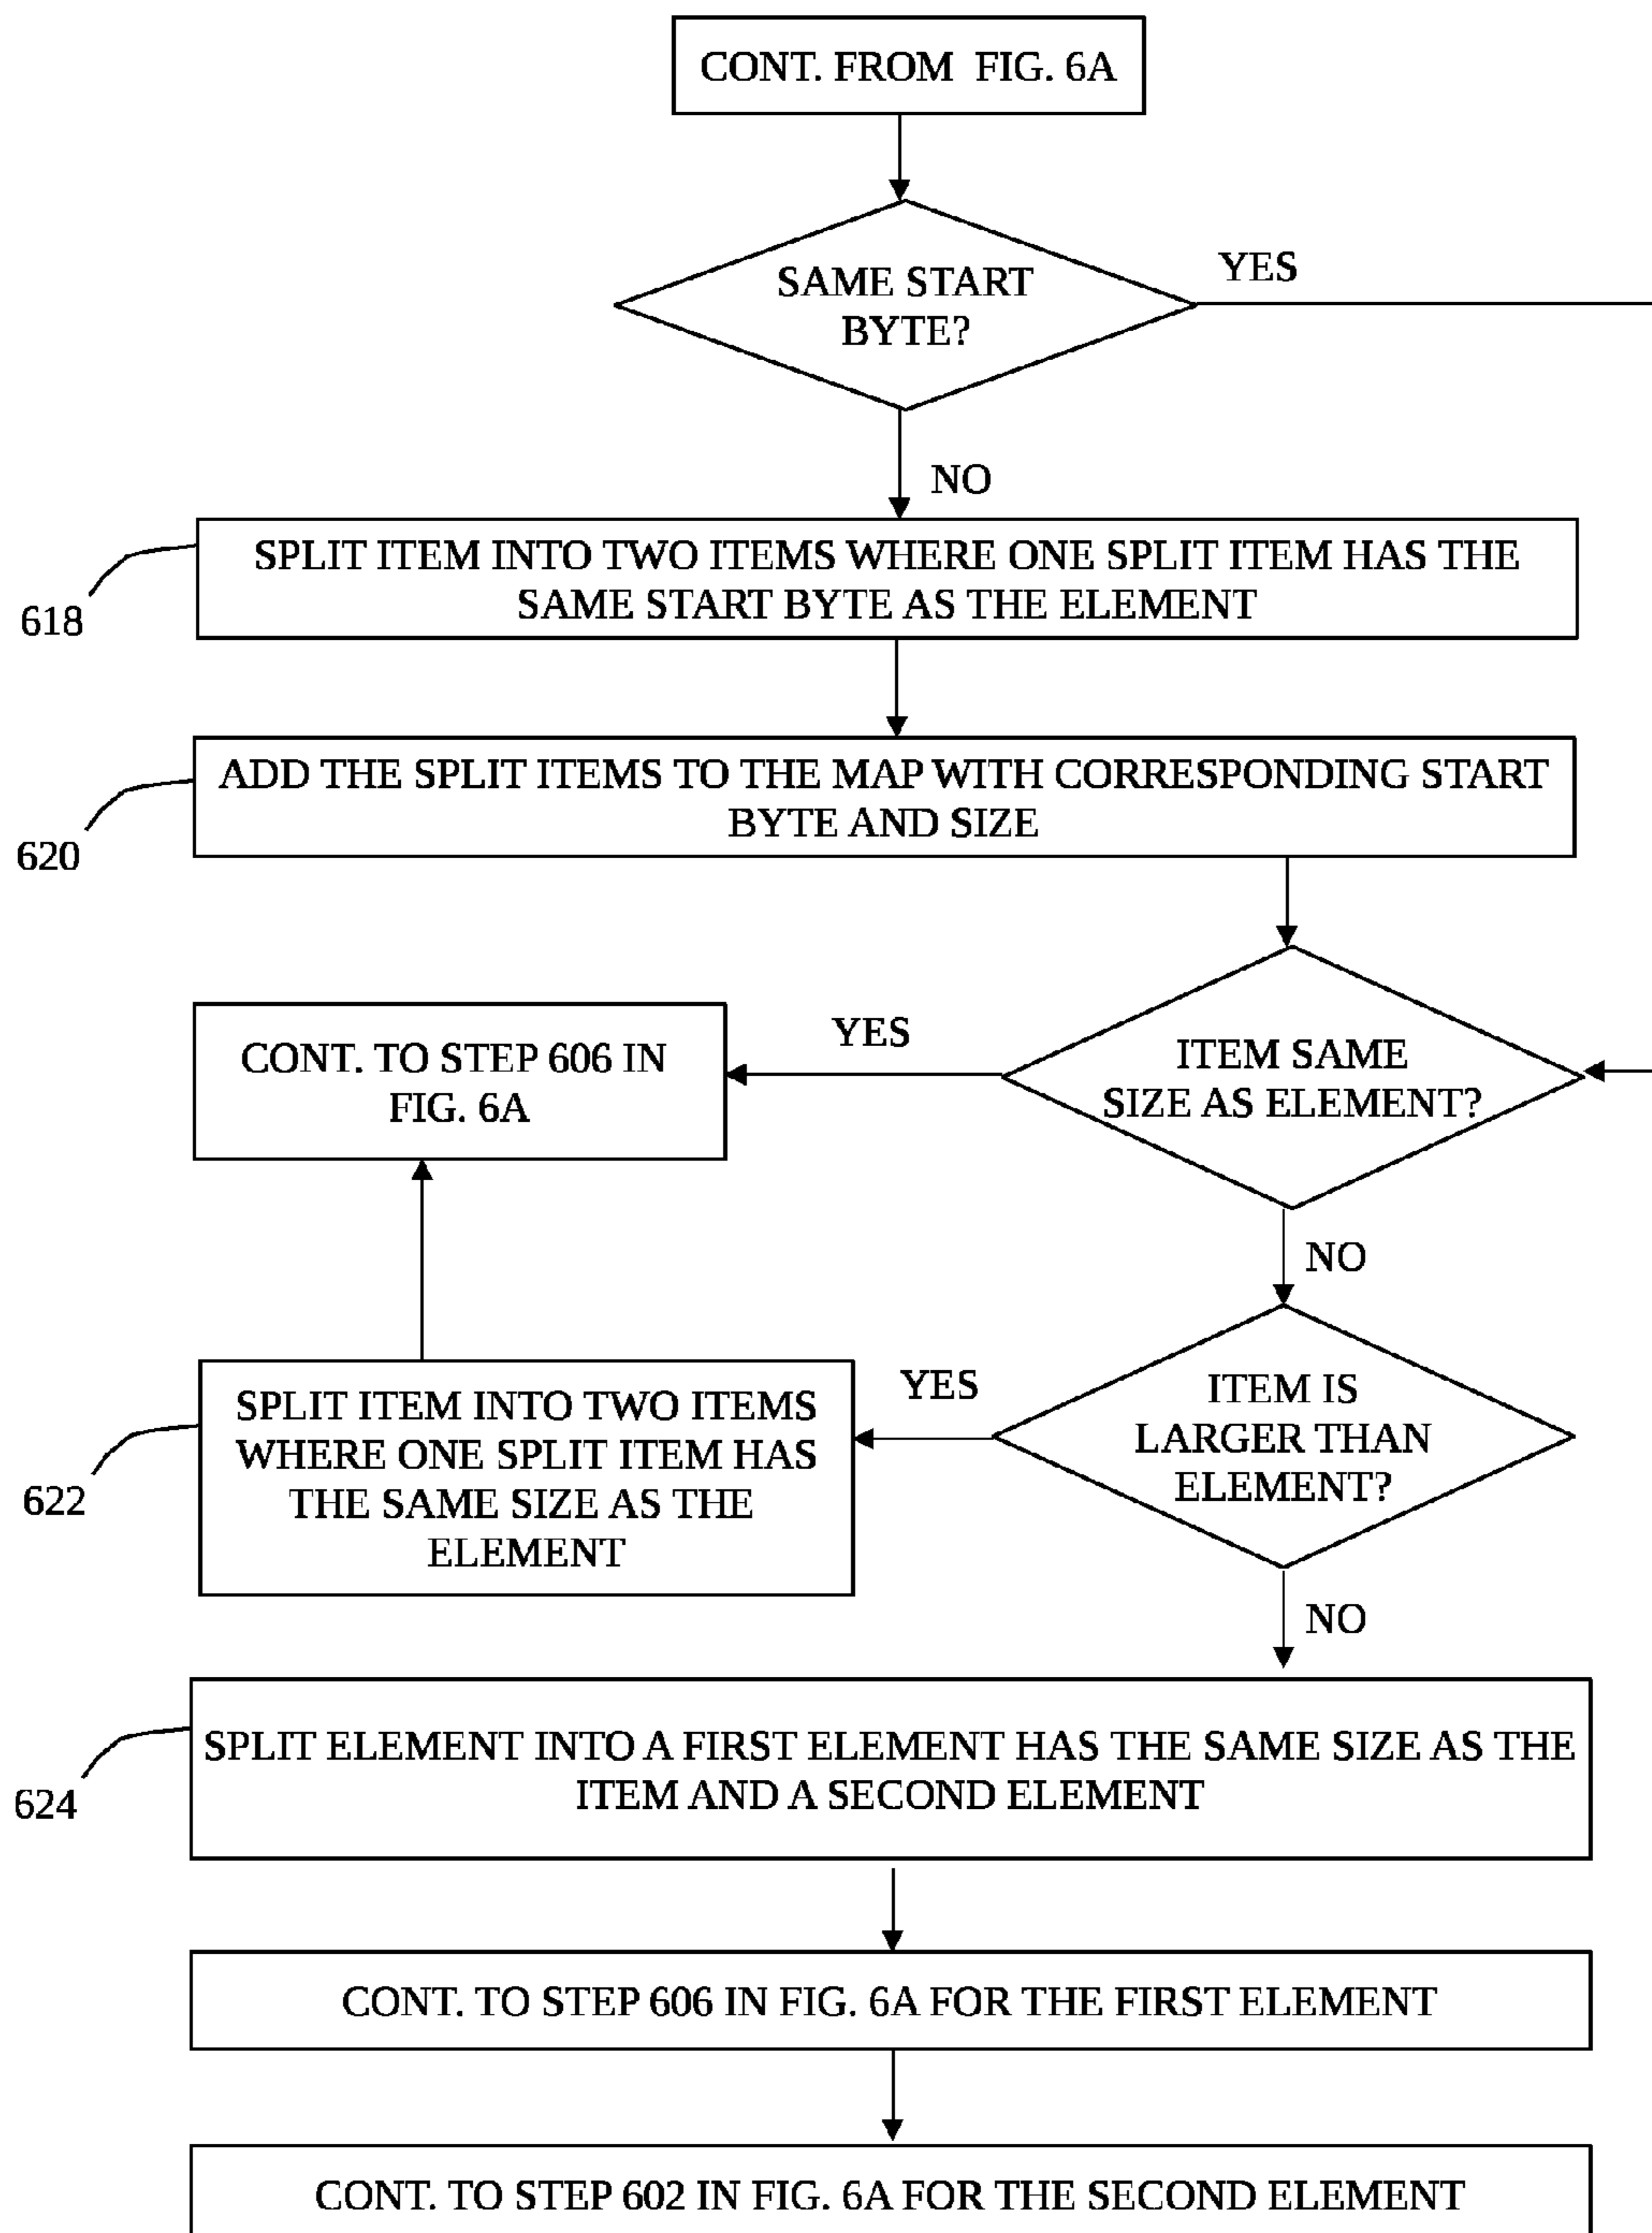 CONT. FROM FIG. 6A
SAME START
BYTE?
YES
NO
SPLIT ITEM INTO TWO ITEMS WHERE ONE SPLIT ITEM HAS THE
SAME START BYTE AS THE ELEMENT
618
ADD THE SPLIT ITEMS TO THE MAP WITH CORRESPONDING START
BYTE AND SIZE
620
ITEM SAME
SIZE AS ELEMENT?
YES
CONT. TO STEP 606 IN
FIG. 6A
NO
ITEM IS
LARGER THAN
ELEMENT?
YES
SPLIT ITEM INTO TWO ITEMS
WHERE ONE SPLIT ITEM HAS
THE SAME SIZE AS THE
ELEMENT
622
NO
SPLIT ELEMENT INTO A FIRST ELEMENT HAS THE SAME SIZE AS THE
ITEM AND A SECOND ELEMENT
624
CONT. TO STEP 606 IN FIG. 6A FOR THE FIRST ELEMENT
CONT. TO STEP 602 IN FIG. 6A FOR THE SECOND ELEMENT